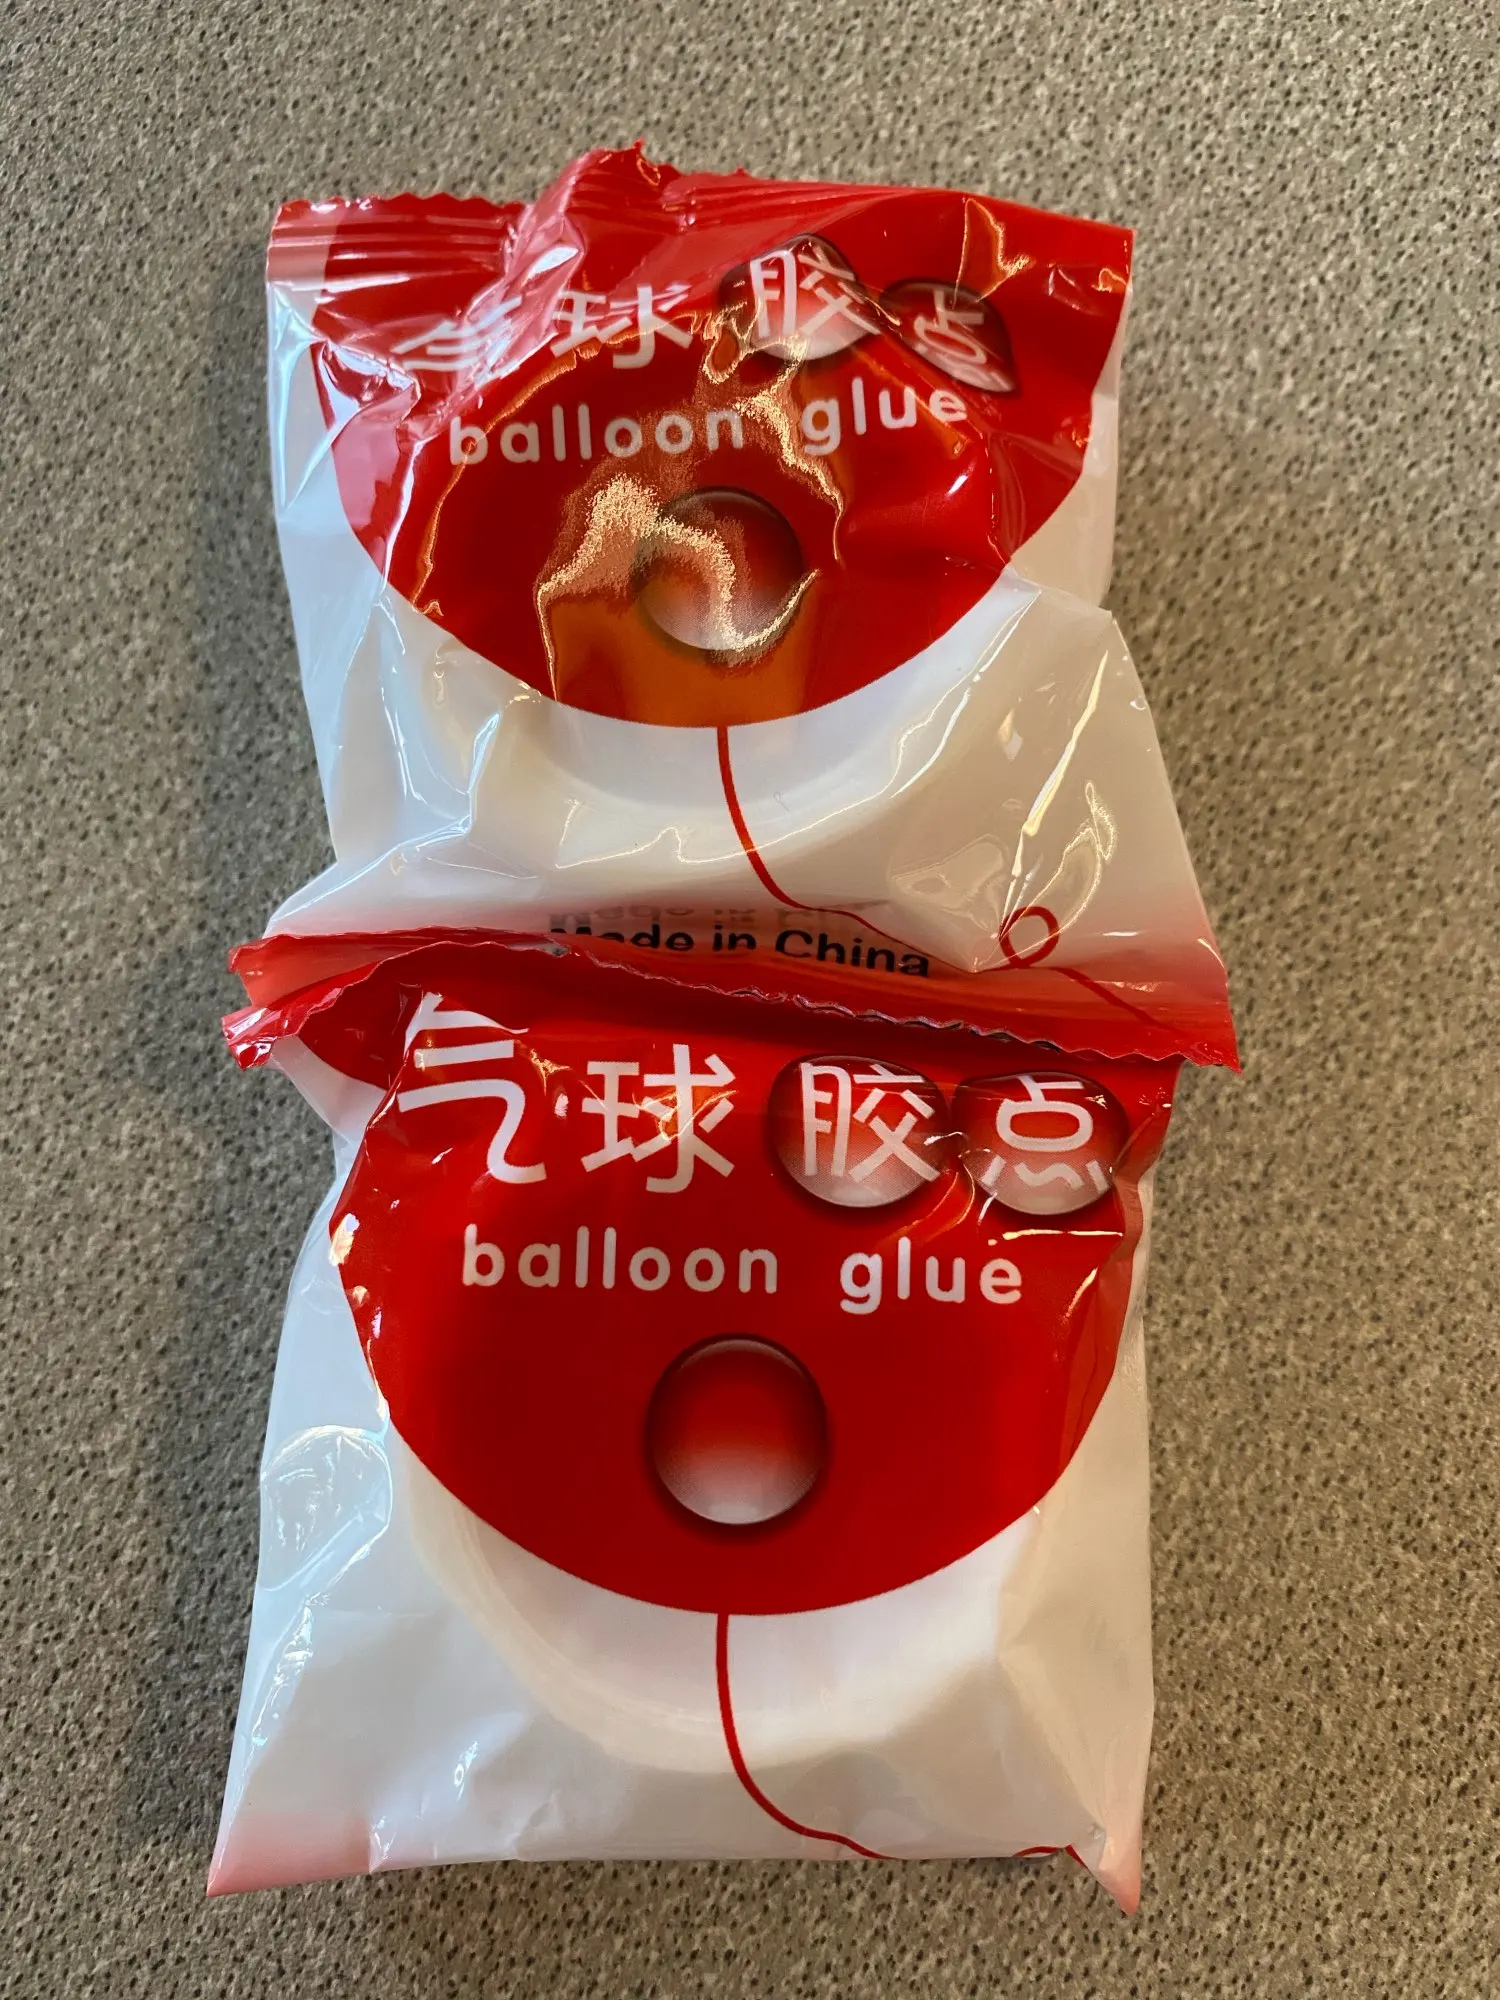 气球胶点
balloon glue
Made in China
气球胶点
balloon glue